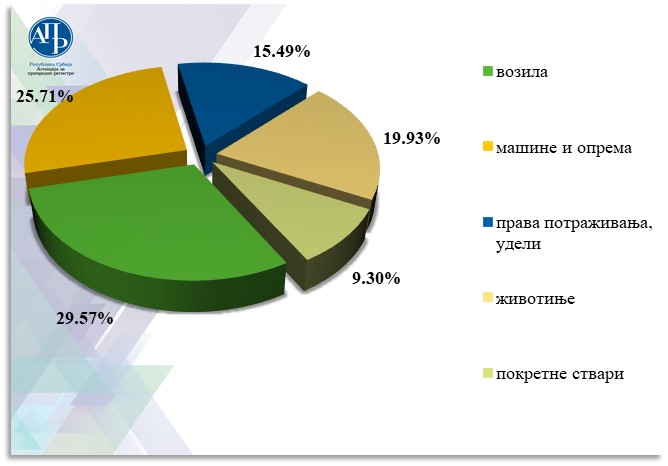 АПР
Република Србија
Агенција за
привредне регистре
15.49%
25.71%
19.93%
9.30%
29.57%
возила
машине и опрема
права потраживања,
удели
животиње
покретне ствари